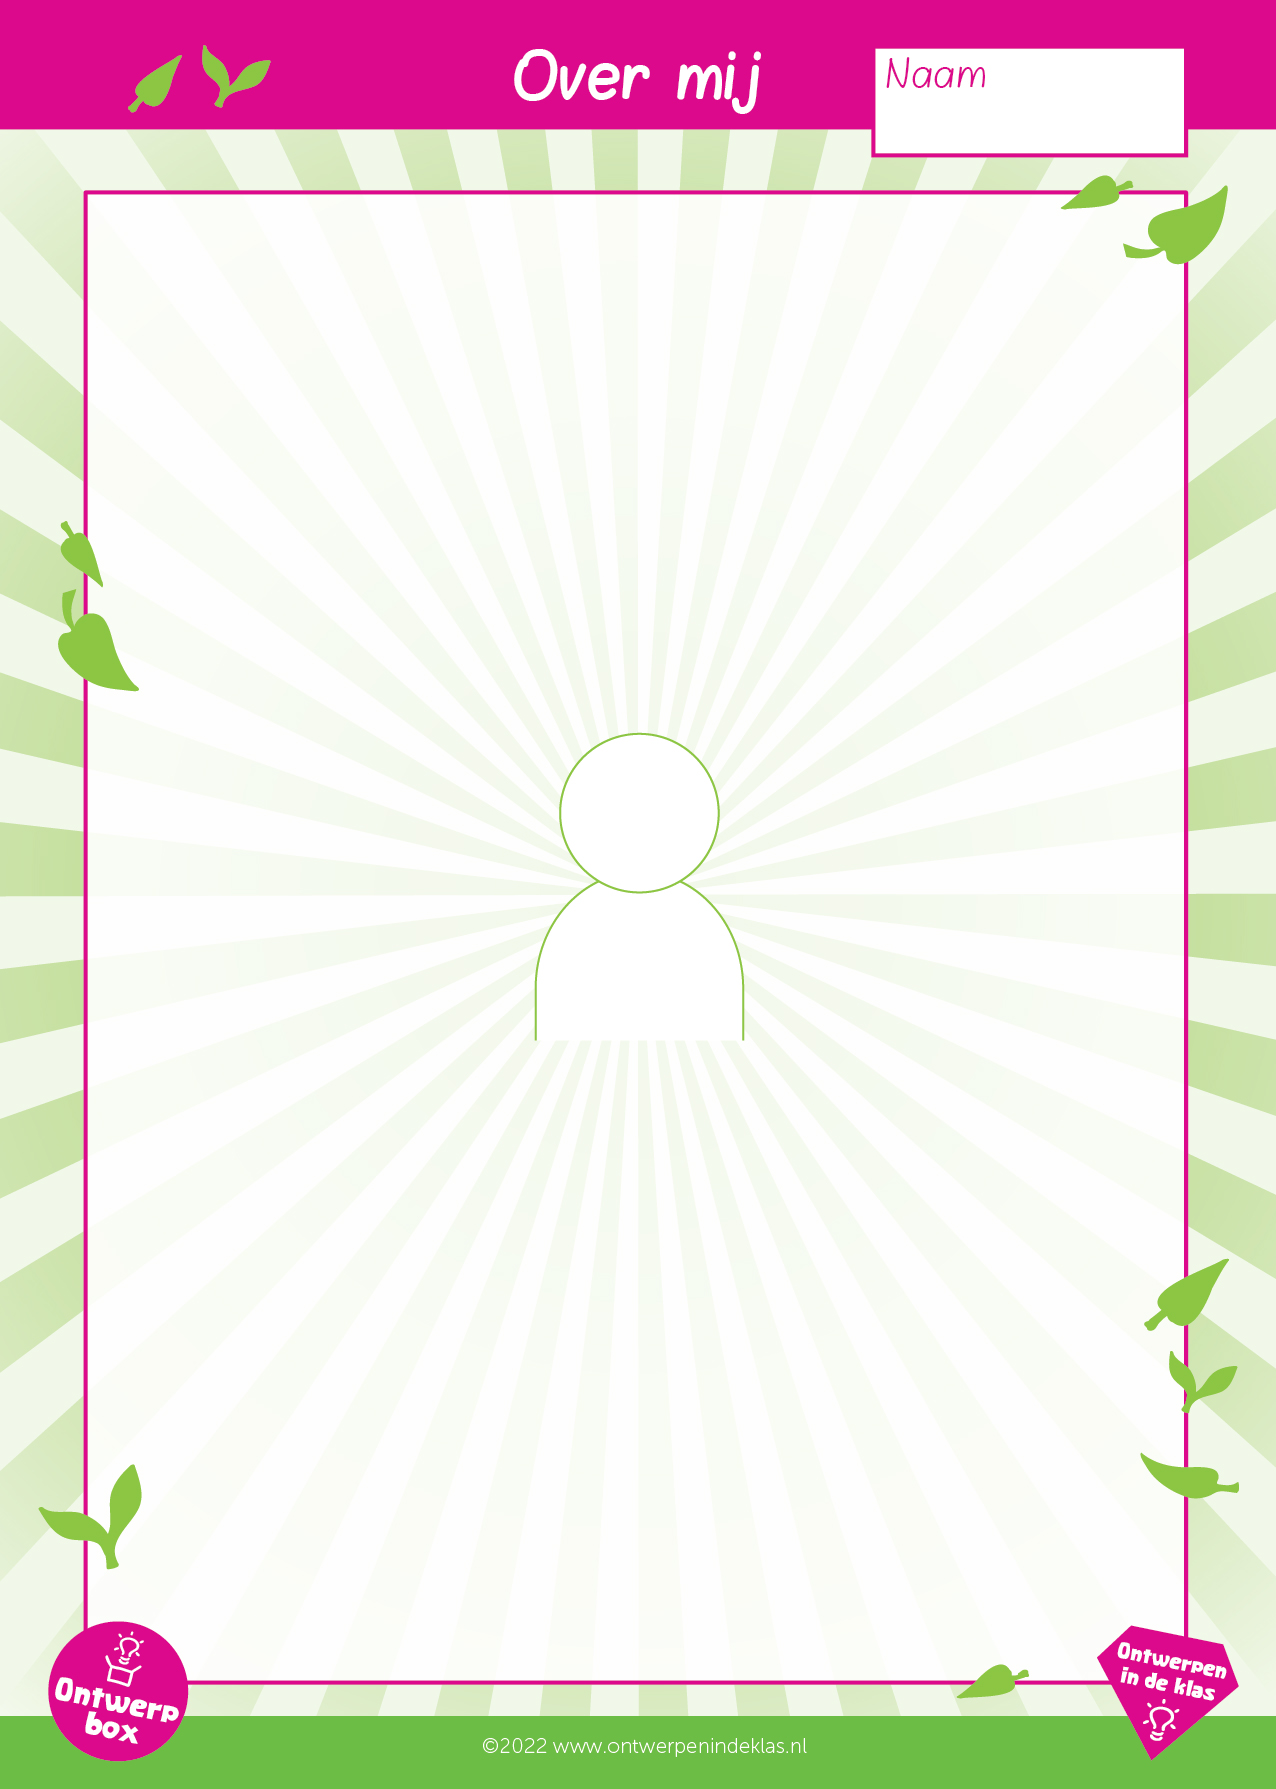 Over mij
Naam
Ontwerp
box
Ontwerpen
in de klas
©2022 www.ontwerpenindeklas.nl